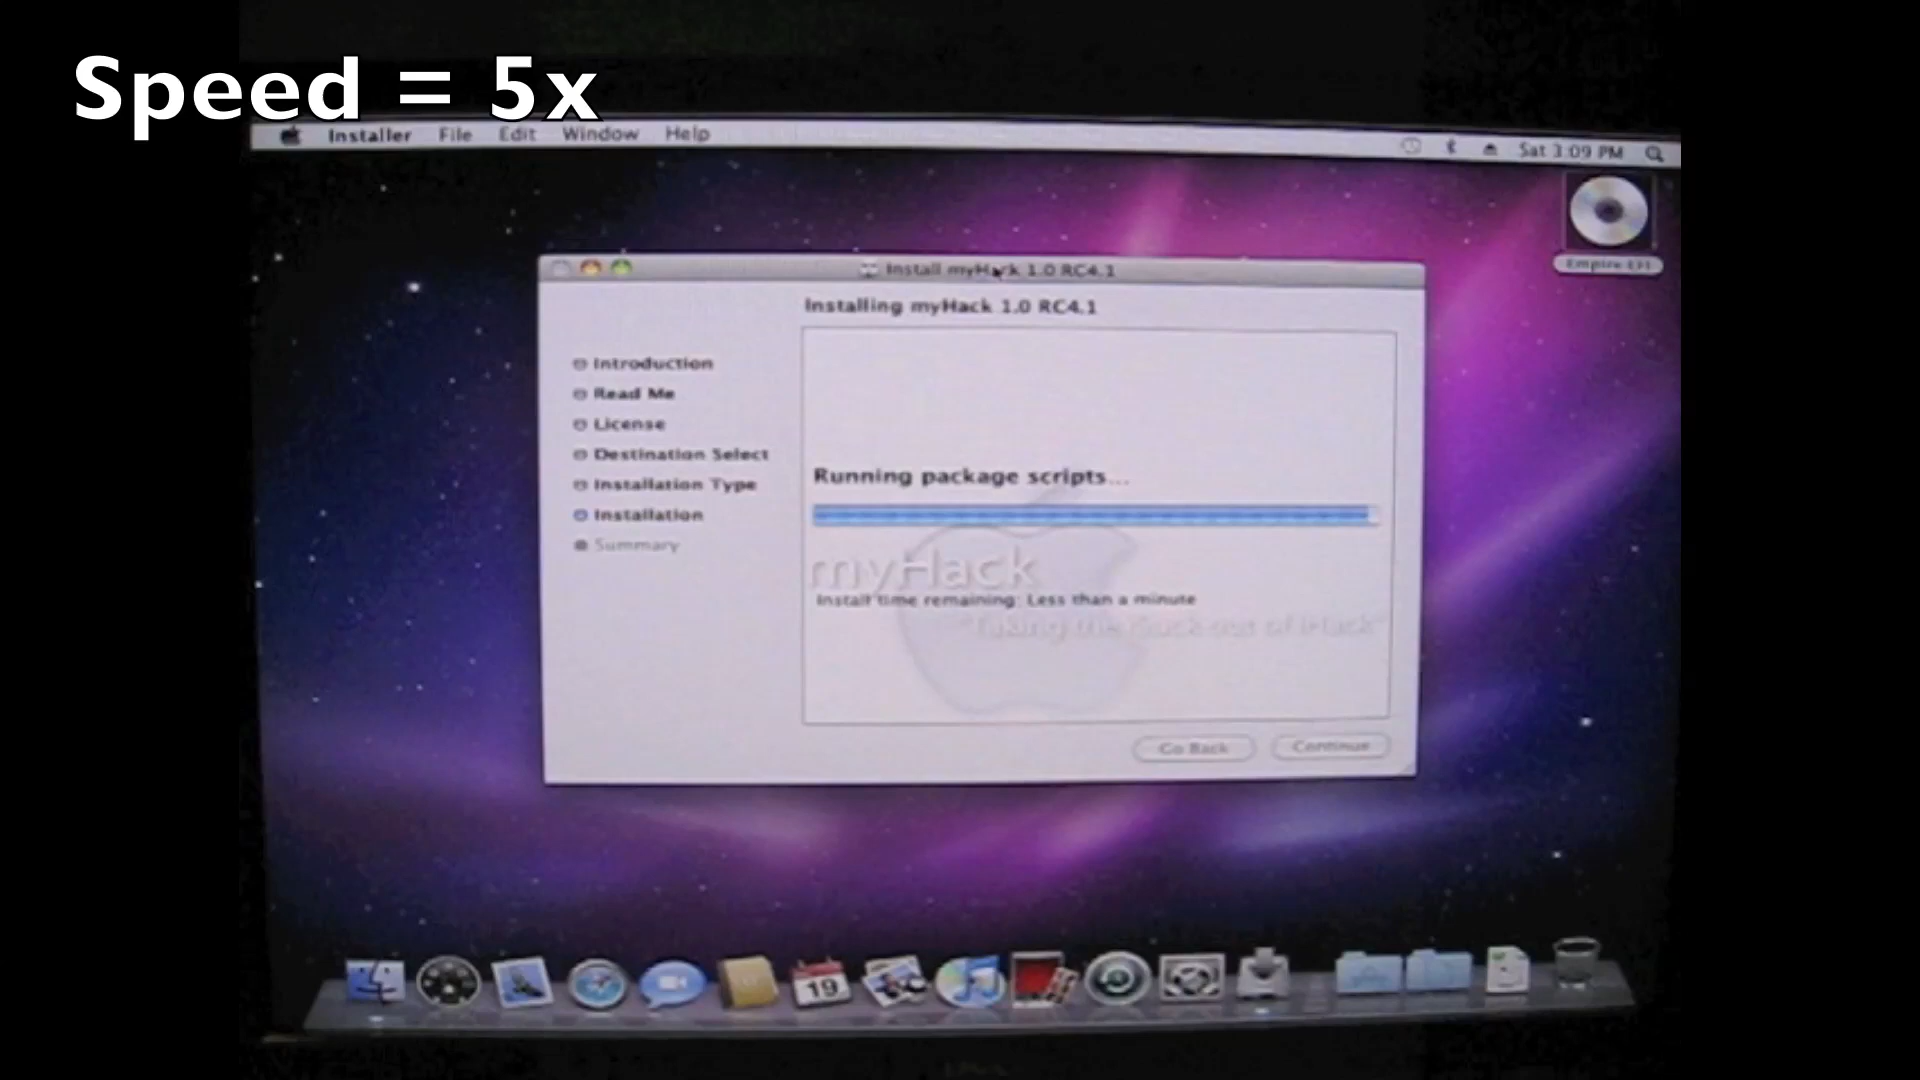 Speed = 5x
Installer File Edit Window Help
Sat 3:09 PM
Install myHack 1.0 RC4.1
Empire EFI
Installing myHack 1.0 RC4.1
Introduction
Read Me
License
Destination Select
Installation Type
Installation
Summary
Running package scripts...
myHack
Install time remaining: Less than a minute
Go Back
Continue
19